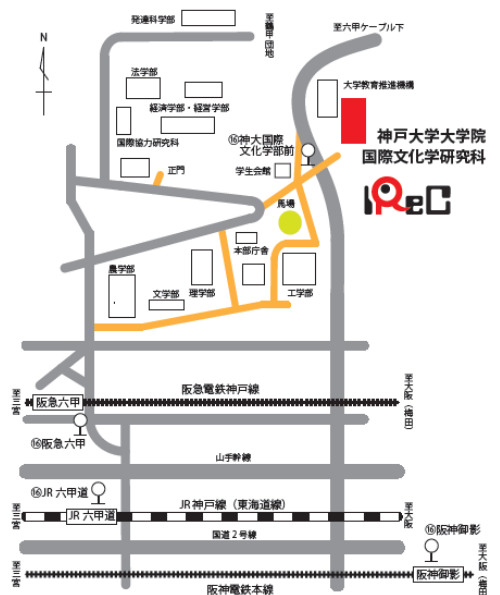 発達科学部
至鶴甲団地
至六甲ケーブル下
N
法学部
大学教育推進機構
経済学部・経営学部
神戸大学大学院
国際文化学研究科
⑯神大国際
文化学部前
国際協力研究科
正門
学生会館
IReC
馬場
本部庁舎
農学部
文学部
理学部
工学部
阪急電鉄神戸線
至三宮
阪急六甲
至大阪(梅田)
⑯阪急六甲
山手幹線
⑯JR 六甲道
JR 神戸線(東海道線)
至三宮
JR 六甲道
至大阪
国道2号線
⑯阪神御影
至三宮
阪神御影
至大阪(梅田)
阪神電鉄本線